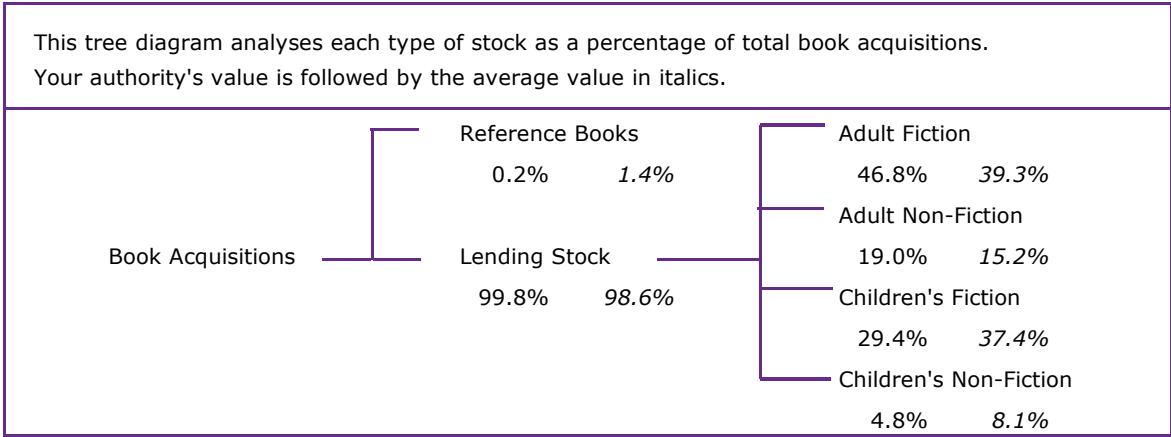 This tree diagram analyses each type of stock as a percentage of total book acquisitions.
Your authority's value is followed by the average value in italics.
Reference Books
0.2% 1.4%
Book Acquisitions
Lending Stock
99.8% 98.6%
Adult Fiction
46.8% 39.3%
Adult Non-Fiction
19.0% 15.2%
Children's Fiction
29.4% 37.4%
Children's Non-Fiction
4.8% 8.1%